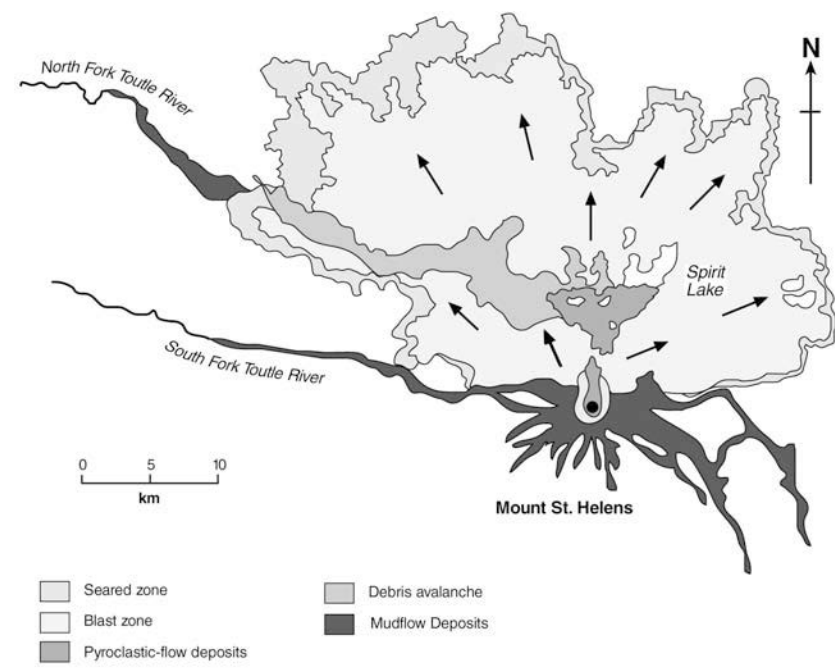 North Fork Toutle River
N
Spirit
Lake
South Fork Toutle River
0 5 10
km
Mount St. Helens
Seared zone
Blast zone
Pyroclastic-flow deposits
Debris avalanche
Mudflow Deposits